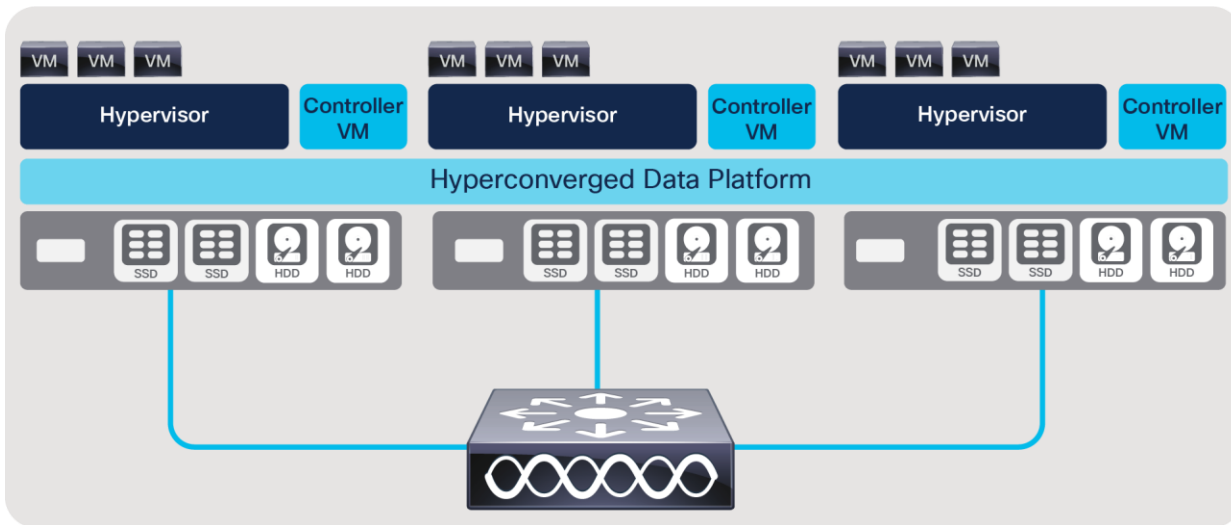 VM VM VM
VM VM VM
VM VM VM
Hypervisor
Controller
VM
Hypervisor
Controller
VM
Hypervisor
Controller
VM
Hyperconverged Data Platform
SSD SSD HDD HDD
SSD SSD HDD HDD
SSD SSD HDD HDD